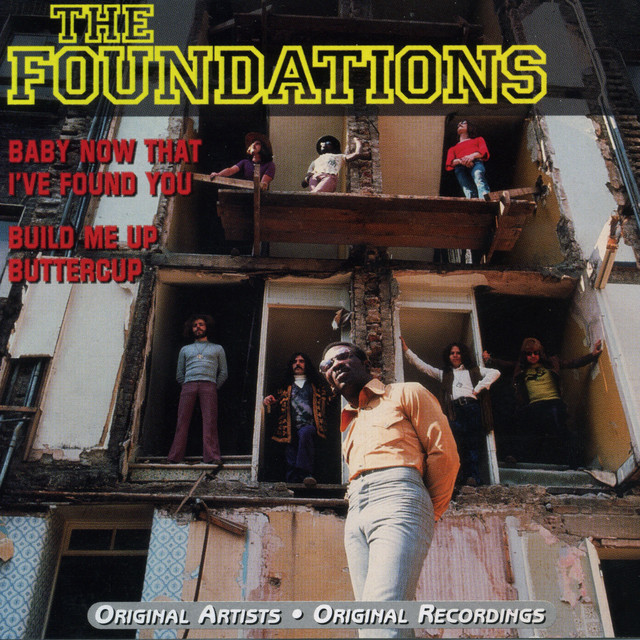 THE
FOUNDATIONS
BABY NOW THAT
I'VE FOUND YOU
BUILD ME UP
BUTTERCUP
ORIGINAL ARTISTS • ORIGINAL RECORDINGS